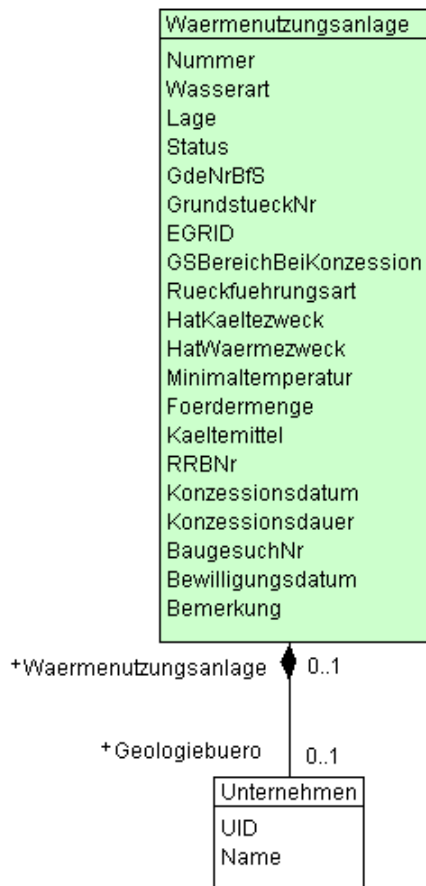 Waermenutzungsanlage
Nummer
Wasserart
Lage
Status
GdeNrBfS
GrundstueckNr
EGRID
GSBereichBeiKonzession
Rueckfuehrungsart
HatKaeltezweck
HatWaermezweck
Minimaltemperatur
Foerdermenge
Kaeltemittel
RRBNr
Konzessionsdatum
Konzessionsdauer
BaugesuchNr
Bewilligungsdatum
Bemerkung
+Waermenutzungsanlage 0..1
+Geologiebuero 0..1
Unternehmen
UID
Name